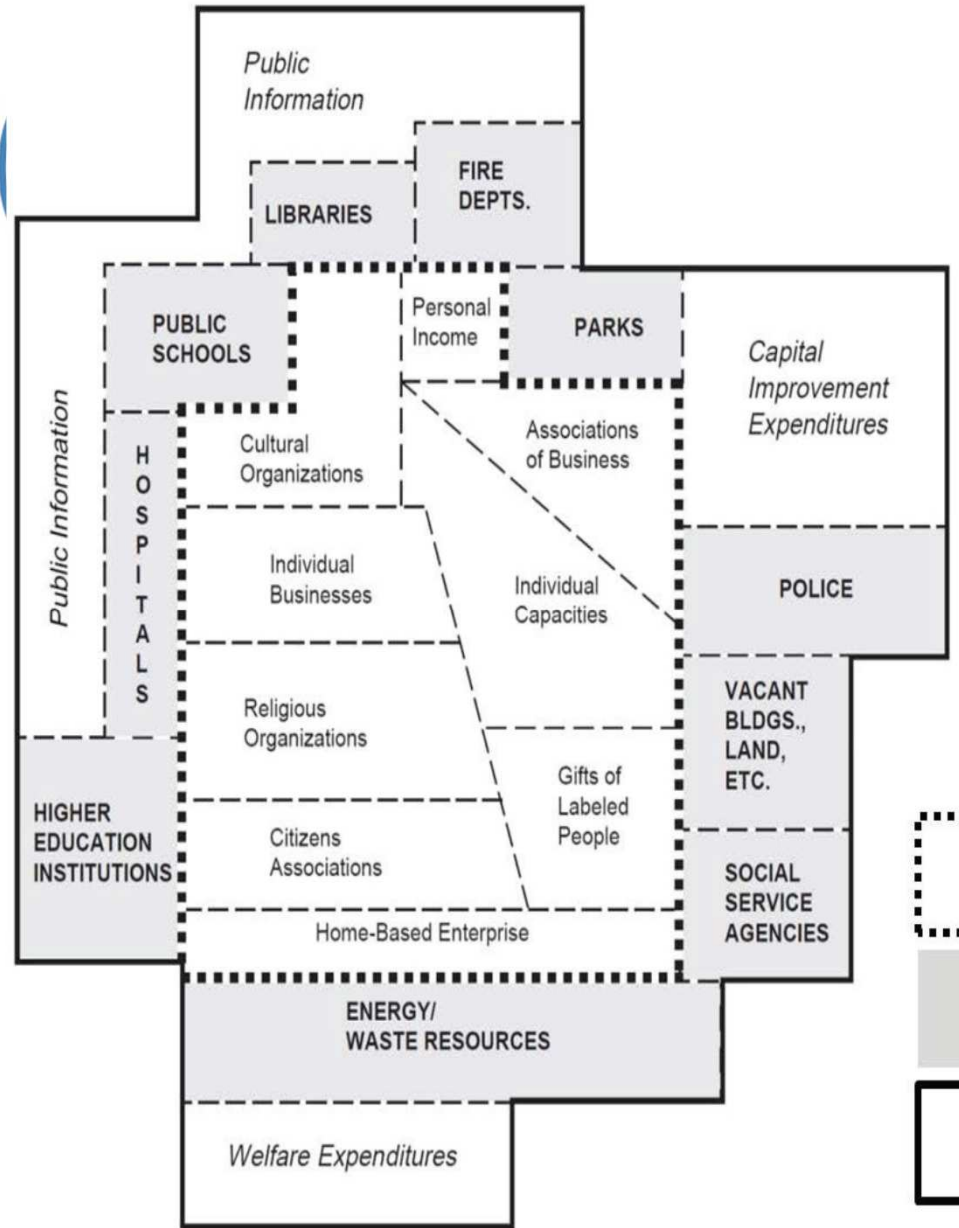 Public
Information
FIRE
DEPTS.
LIBRARIES
Personal
Income
PUBLIC
SCHOOLS
PARKS
Capital
Improvement
Expenditures
Public Information
H
O
S
P
I
T
A
L
S
Cultural
Organizations
Associations
of Business
Individual
Businesses
Individual
Capacities
POLICE
Religious
Organizations
VACANT
BLDGS.,
LAND,
ETC.
Gifts of
Labeled
People
HIGHER
EDUCATION
INSTITUTIONS
Citizens
Associations
SOCIAL
SERVICE
AGENCIES
Home-Based Enterprise
ENERGY/
WASTE RESOURCES
Welfare Expenditures